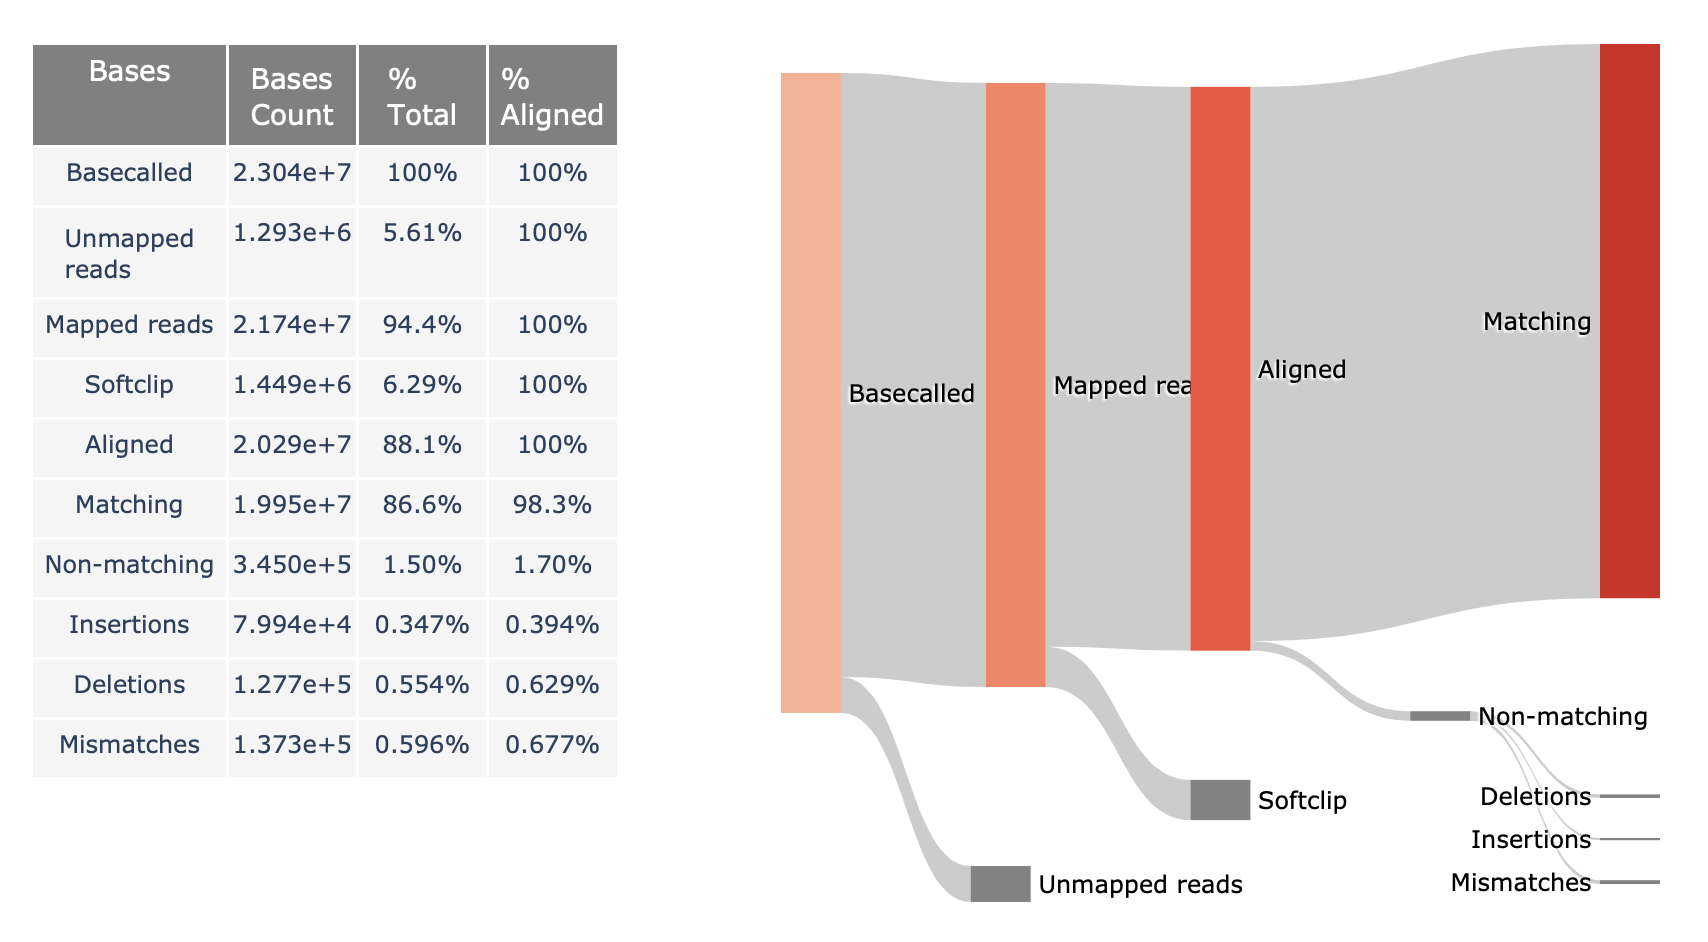 Bases
Bases
Count
%
Total
%
Aligned
Basecalled 2.304e+7 100% 100%
Unmapped
reads
1.293e+6 5.61% 100%
Mapped reads 2.174e+7 94.4% 100%
Softclip 1.449e+6 6.29% 100%
Aligned 2.029e+7 88.1% 100%
Matching 1.995e+7 86.6% 98.3%
Non-matching 3.450e+5 1.50% 1.70%
Insertions 7.994e+4 0.347% 0.394%
Deletions 1.277e+5 0.554% 0.629%
Mismatches 1.373e+5 0.596% 0.677%
Basecalled
Mapped rea
Aligned
Matching
Non-matching
Deletions
Softclip
Insertions
Mismatches
Unmapped reads